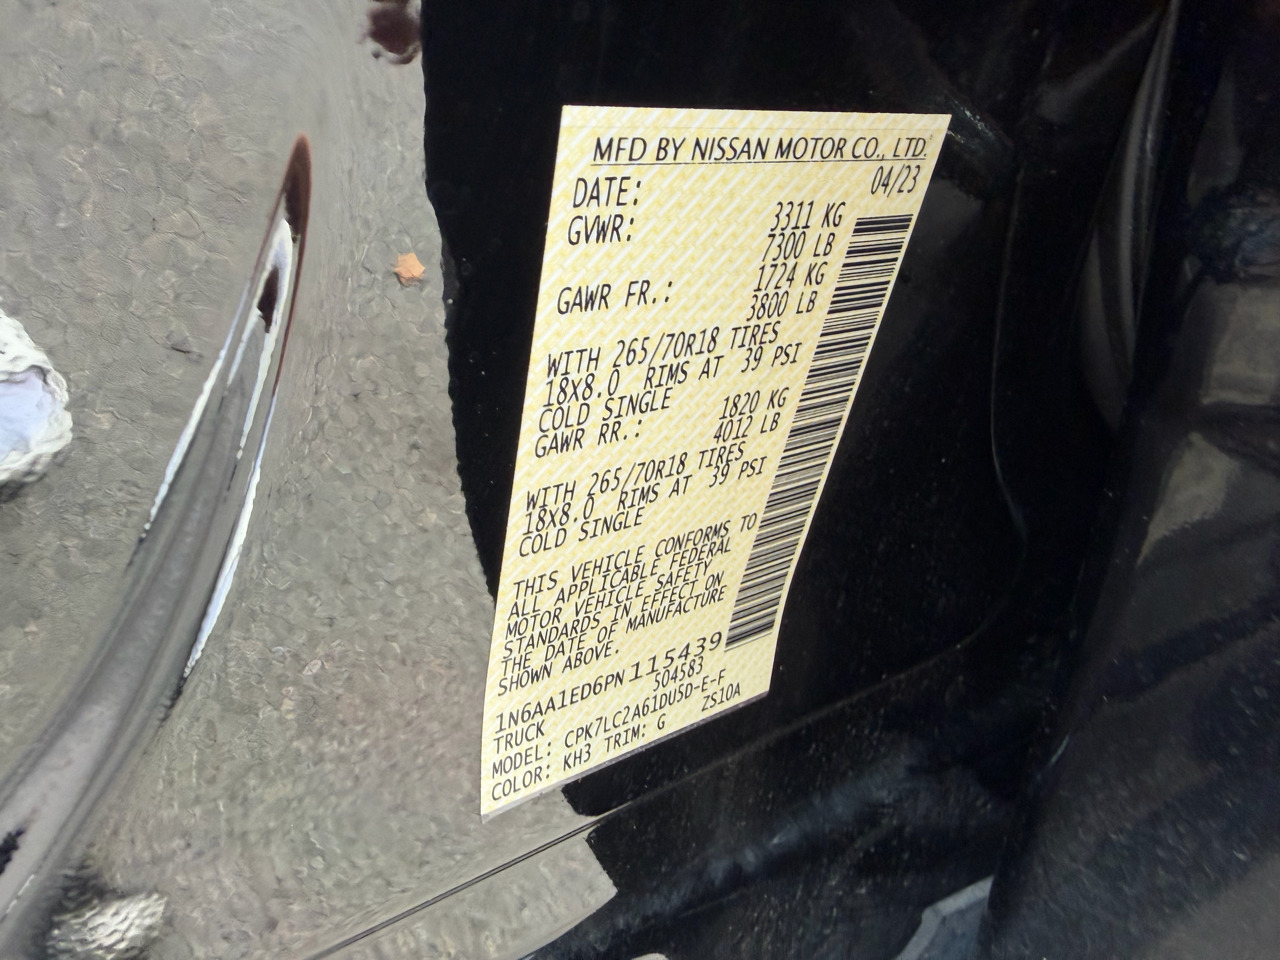 MFD BY NISSAN MOTOR CO., LTD.
DATE: 04/23
GVWR: 3311 KG
7300 LB
GAWR FR.: 1724 KG
3800 LB
WITH 265/70R18 TIRES
18X8.0 RIMS AT 39 PSI
COLD SINGLE
GAWR RR.: 1820 KG
4012 LB
WITH 265/70R18 TIRES
18X8.0 RIMS AT 39 PSI
COLD SINGLE
THIS VEHICLE CONFORMS TO
ALL APPLICABLE FEDERAL
MOTOR VEHICLE SAFETY
STANDARDS IN EFFECT ON
THE DATE OF MANUFACTURE
SHOWN ABOVE.
1N6AA1ED6PN115439
TRUCK S04583
MODEL: CPK7LC2A61DU5D-E-F
COLOR: KH3 TRIM: G ZS10A